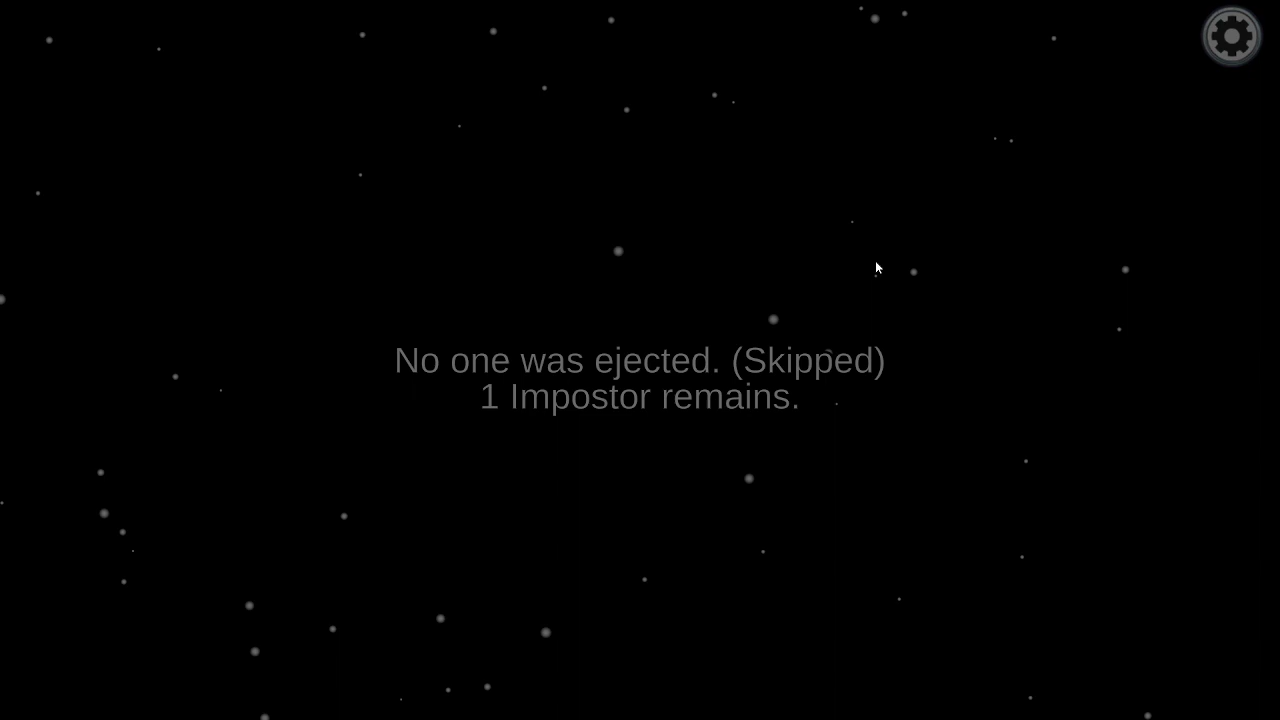 No one was ejected. (Skipped)
1 Impostor remains.